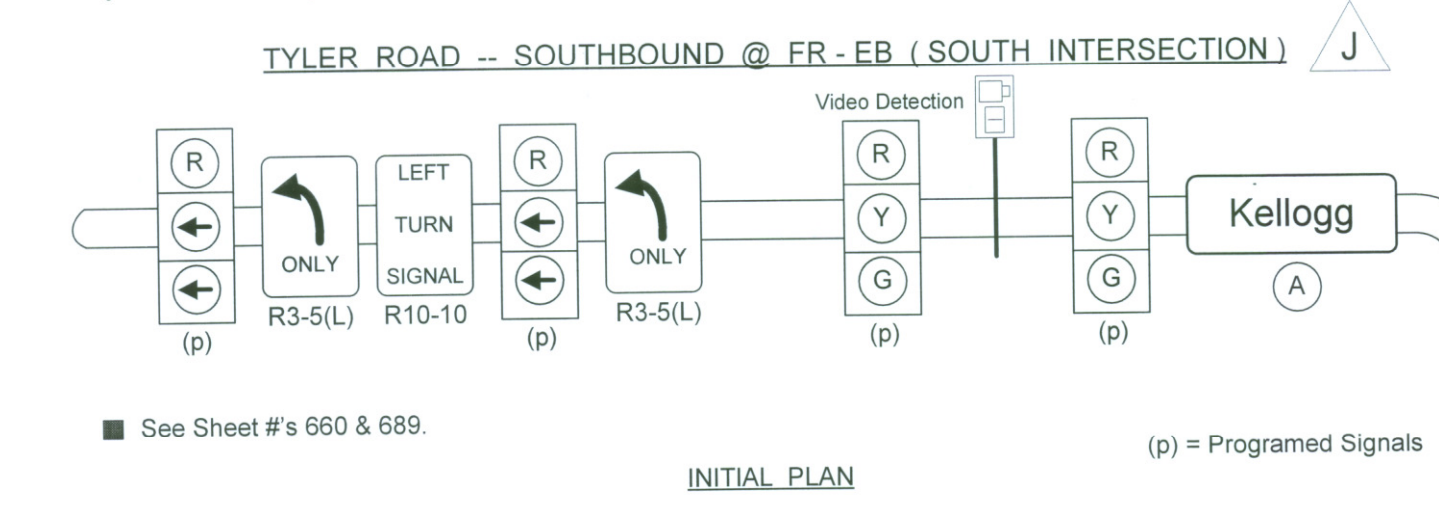 TYLER ROAD -- SOUTHBOUND @ FR - EB ( SOUTH INTERSECTION )
J
Video Detection
R
ONLY
R3-5(L)
LEFT
TURN
SIGNAL
R10-10
R
ONLY
R3-5(L)
R
Y
G
R
Y
G
Kellogg
A
(p)
(p)
(p)
(p)
See Sheet #'s 660 & 689.
(p) = Programed Signals
INITIAL PLAN